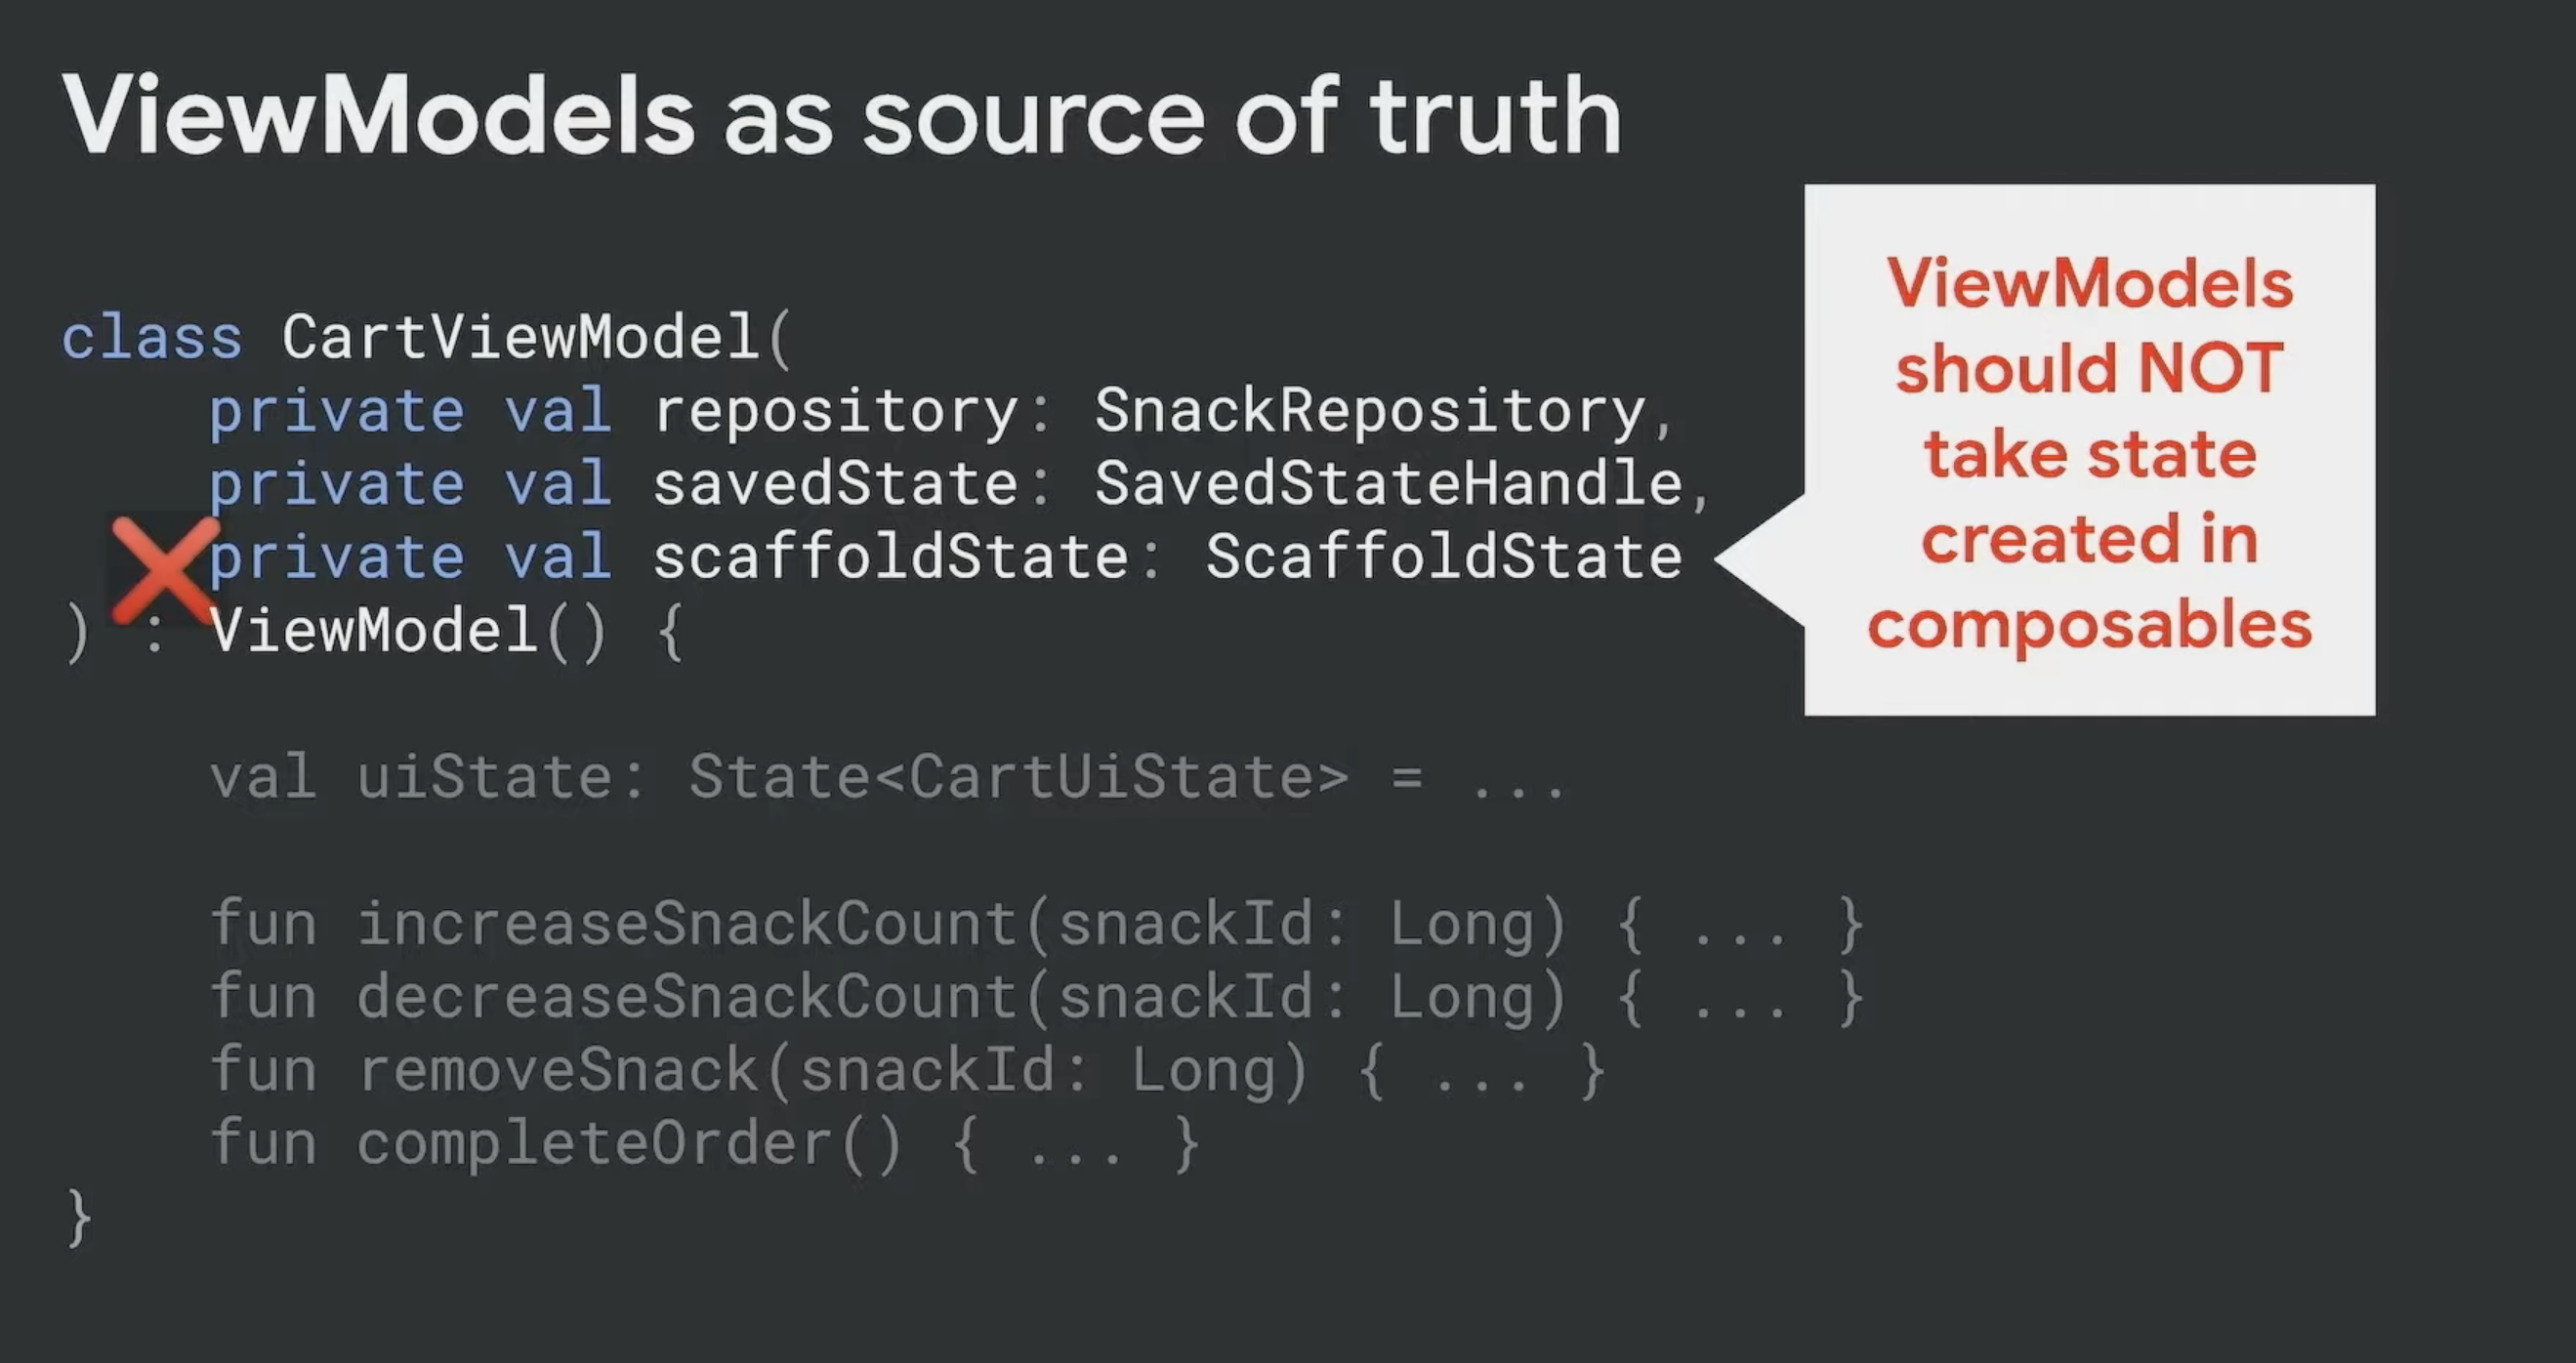 ViewModels as source of truth
class CartViewModel(
private val repository: SnackRepository,
private val savedState: SavedStateHandle,
private val scaffoldState: ScaffoldState
) : ViewModel() {
val uiState: State<CartUiState> = ...
fun increaseSnackCount(snackId: Long) { ... }
fun decreaseSnackCount(snackId: Long) { ... }
fun removeSnack(snackId: Long) { ... }
fun completeOrder() { ... }
}
ViewModels
should NOT
take state
created in
composables